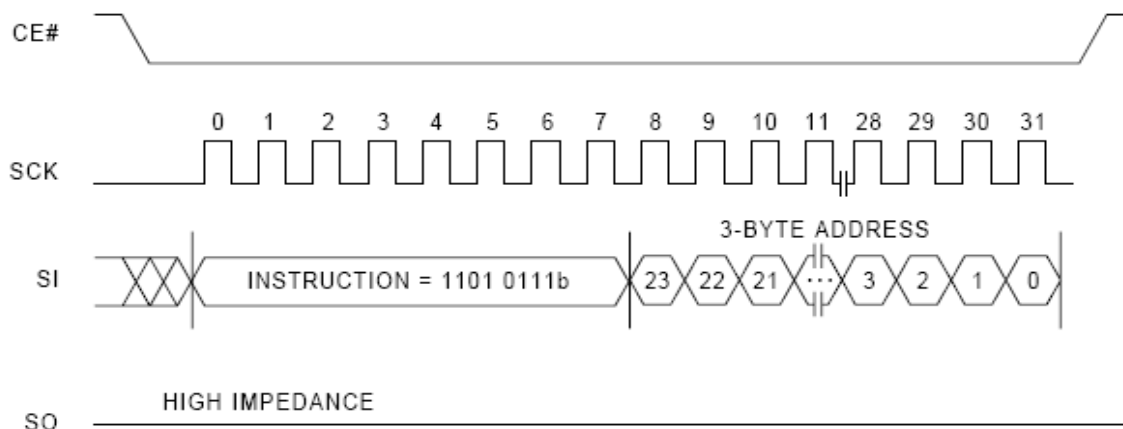 CE#
0 1 2 3 4 5 6 7 8 9 10 11 28 29 30 31
SCK
3-BYTE ADDRESS
SI INSTRUCTION = 1101 0111b 23 22 21 ... 3 2 1 0
HIGH IMPEDANCE
SO